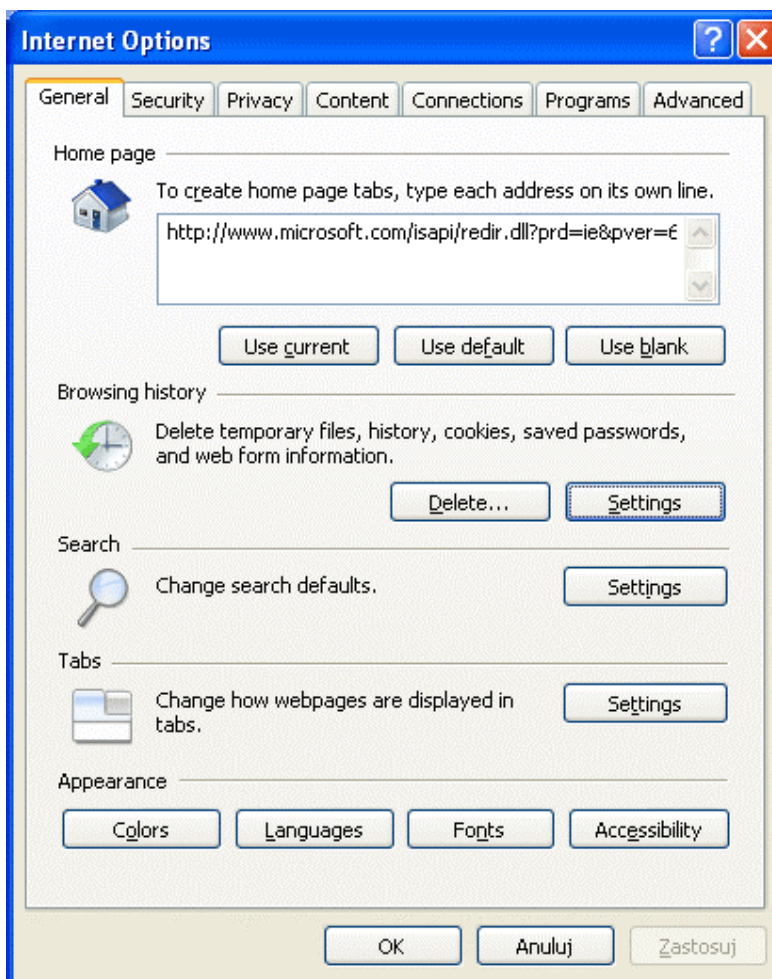 Internet Options
General Security Privacy Content Connections Programs Advanced
Home page
To create home page tabs, type each address on its own line.
http://www.microsoft.com/isapi/redir.dll?prd=ie&pver=6
Use current Use default Use blank
Browsing history
Delete temporary files, history, cookies, saved passwords,
and web form information.
Delete... Settings
Search
Change search defaults.
Settings
Tabs
Change how webpages are displayed in
tabs.
Settings
Appearance
Colors Languages Fonts Accessibility
OK Anuluj Zastosuj